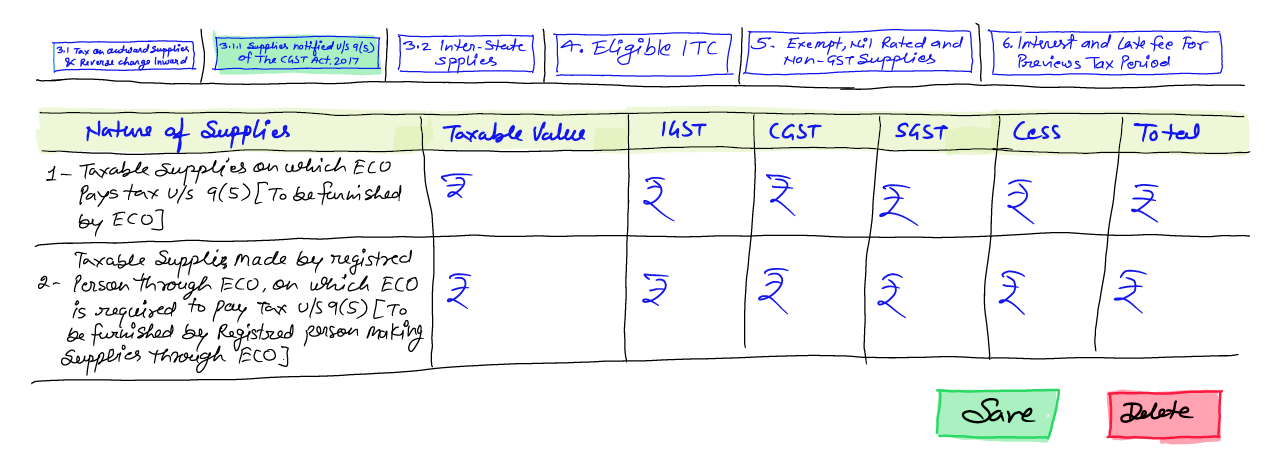 3.1 Tax on outward Supplies
& Reverse charge Inward
3.1.1 Supplies notified U/s 9(5)
of The CGST Act, 2017
3.2 Inter-State
spplies
4. Eligible ITC
5. Exempt, Nil Rated and
Non-GST Supplies
6. Interest and Late fee For
Previews Tax Period
Nature of Supplies Taxable Value IGST CGST SGST Cess Total
1- Taxable Supplies on which ECO
Pays tax U/s 9(5) [To be furnished
by ECO]
₹ ₹ ₹ ₹ ₹ ₹
Taxable Supplies made by registred
2- Person through ECO, on which ECO
is required to pay Tax U/S 9(5) [To
be furnished by Registred person making
Supplies through ECO]
₹ ₹ ₹ ₹ ₹ ₹
Save Delete